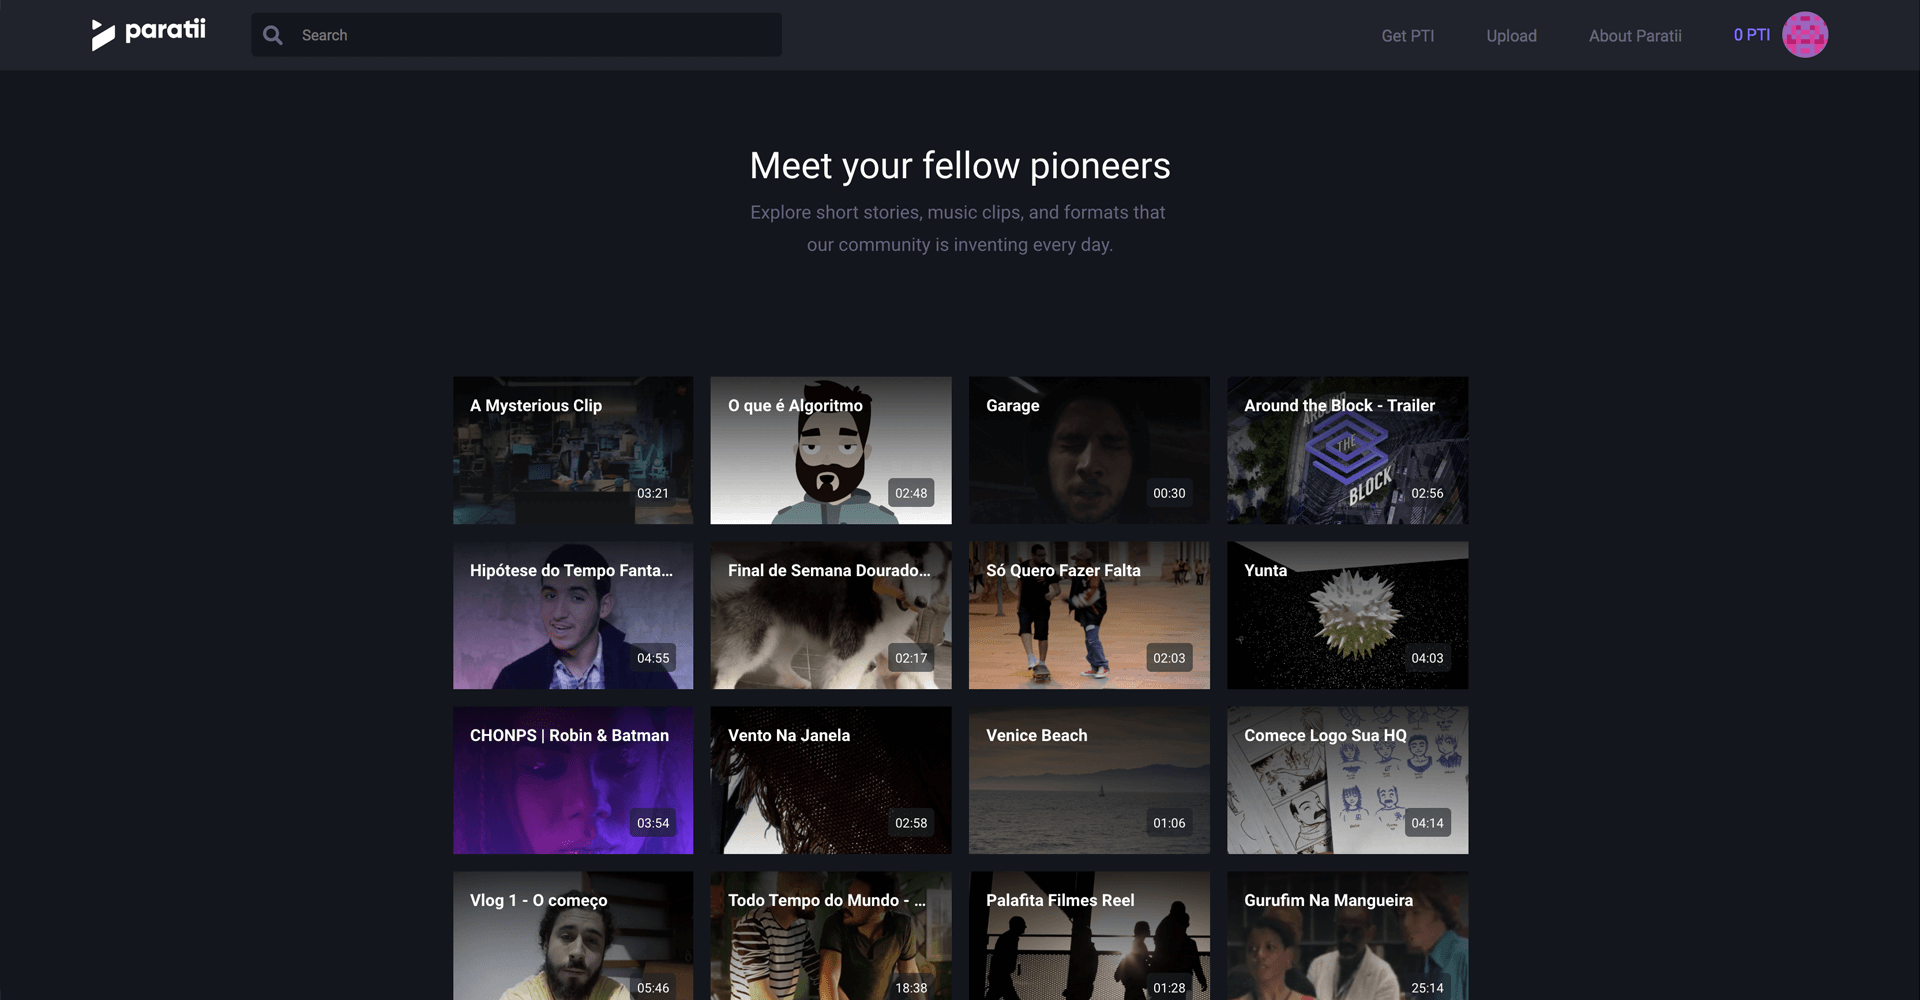 paratii
Search
Get PTI
Upload
About Paratii
0 PTI
Meet your fellow pioneers
Explore short stories, music clips, and formats that
our community is inventing every day.
A Mysterious Clip
03:21
O que é Algoritmo
02:48
Garage
00:30
Around the Block - Trailer
AROUND
THE
BLOCK
02:56
Hipótese do Tempo Fanta...
04:55
Final de Semana Dourado...
02:17
Só Quero Fazer Falta
02:03
Yunta
04:03
CHONPS | Robin & Batman
03:54
Vento Na Janela
02:58
Venice Beach
01:06
Comece Logo Sua HQ
04:14
Vlog 1 - O começo
05:46
Todo Tempo do Mundo - ...
18:38
Palafita Filmes Reel
01:28
Gurufim Na Mangueira
25:14